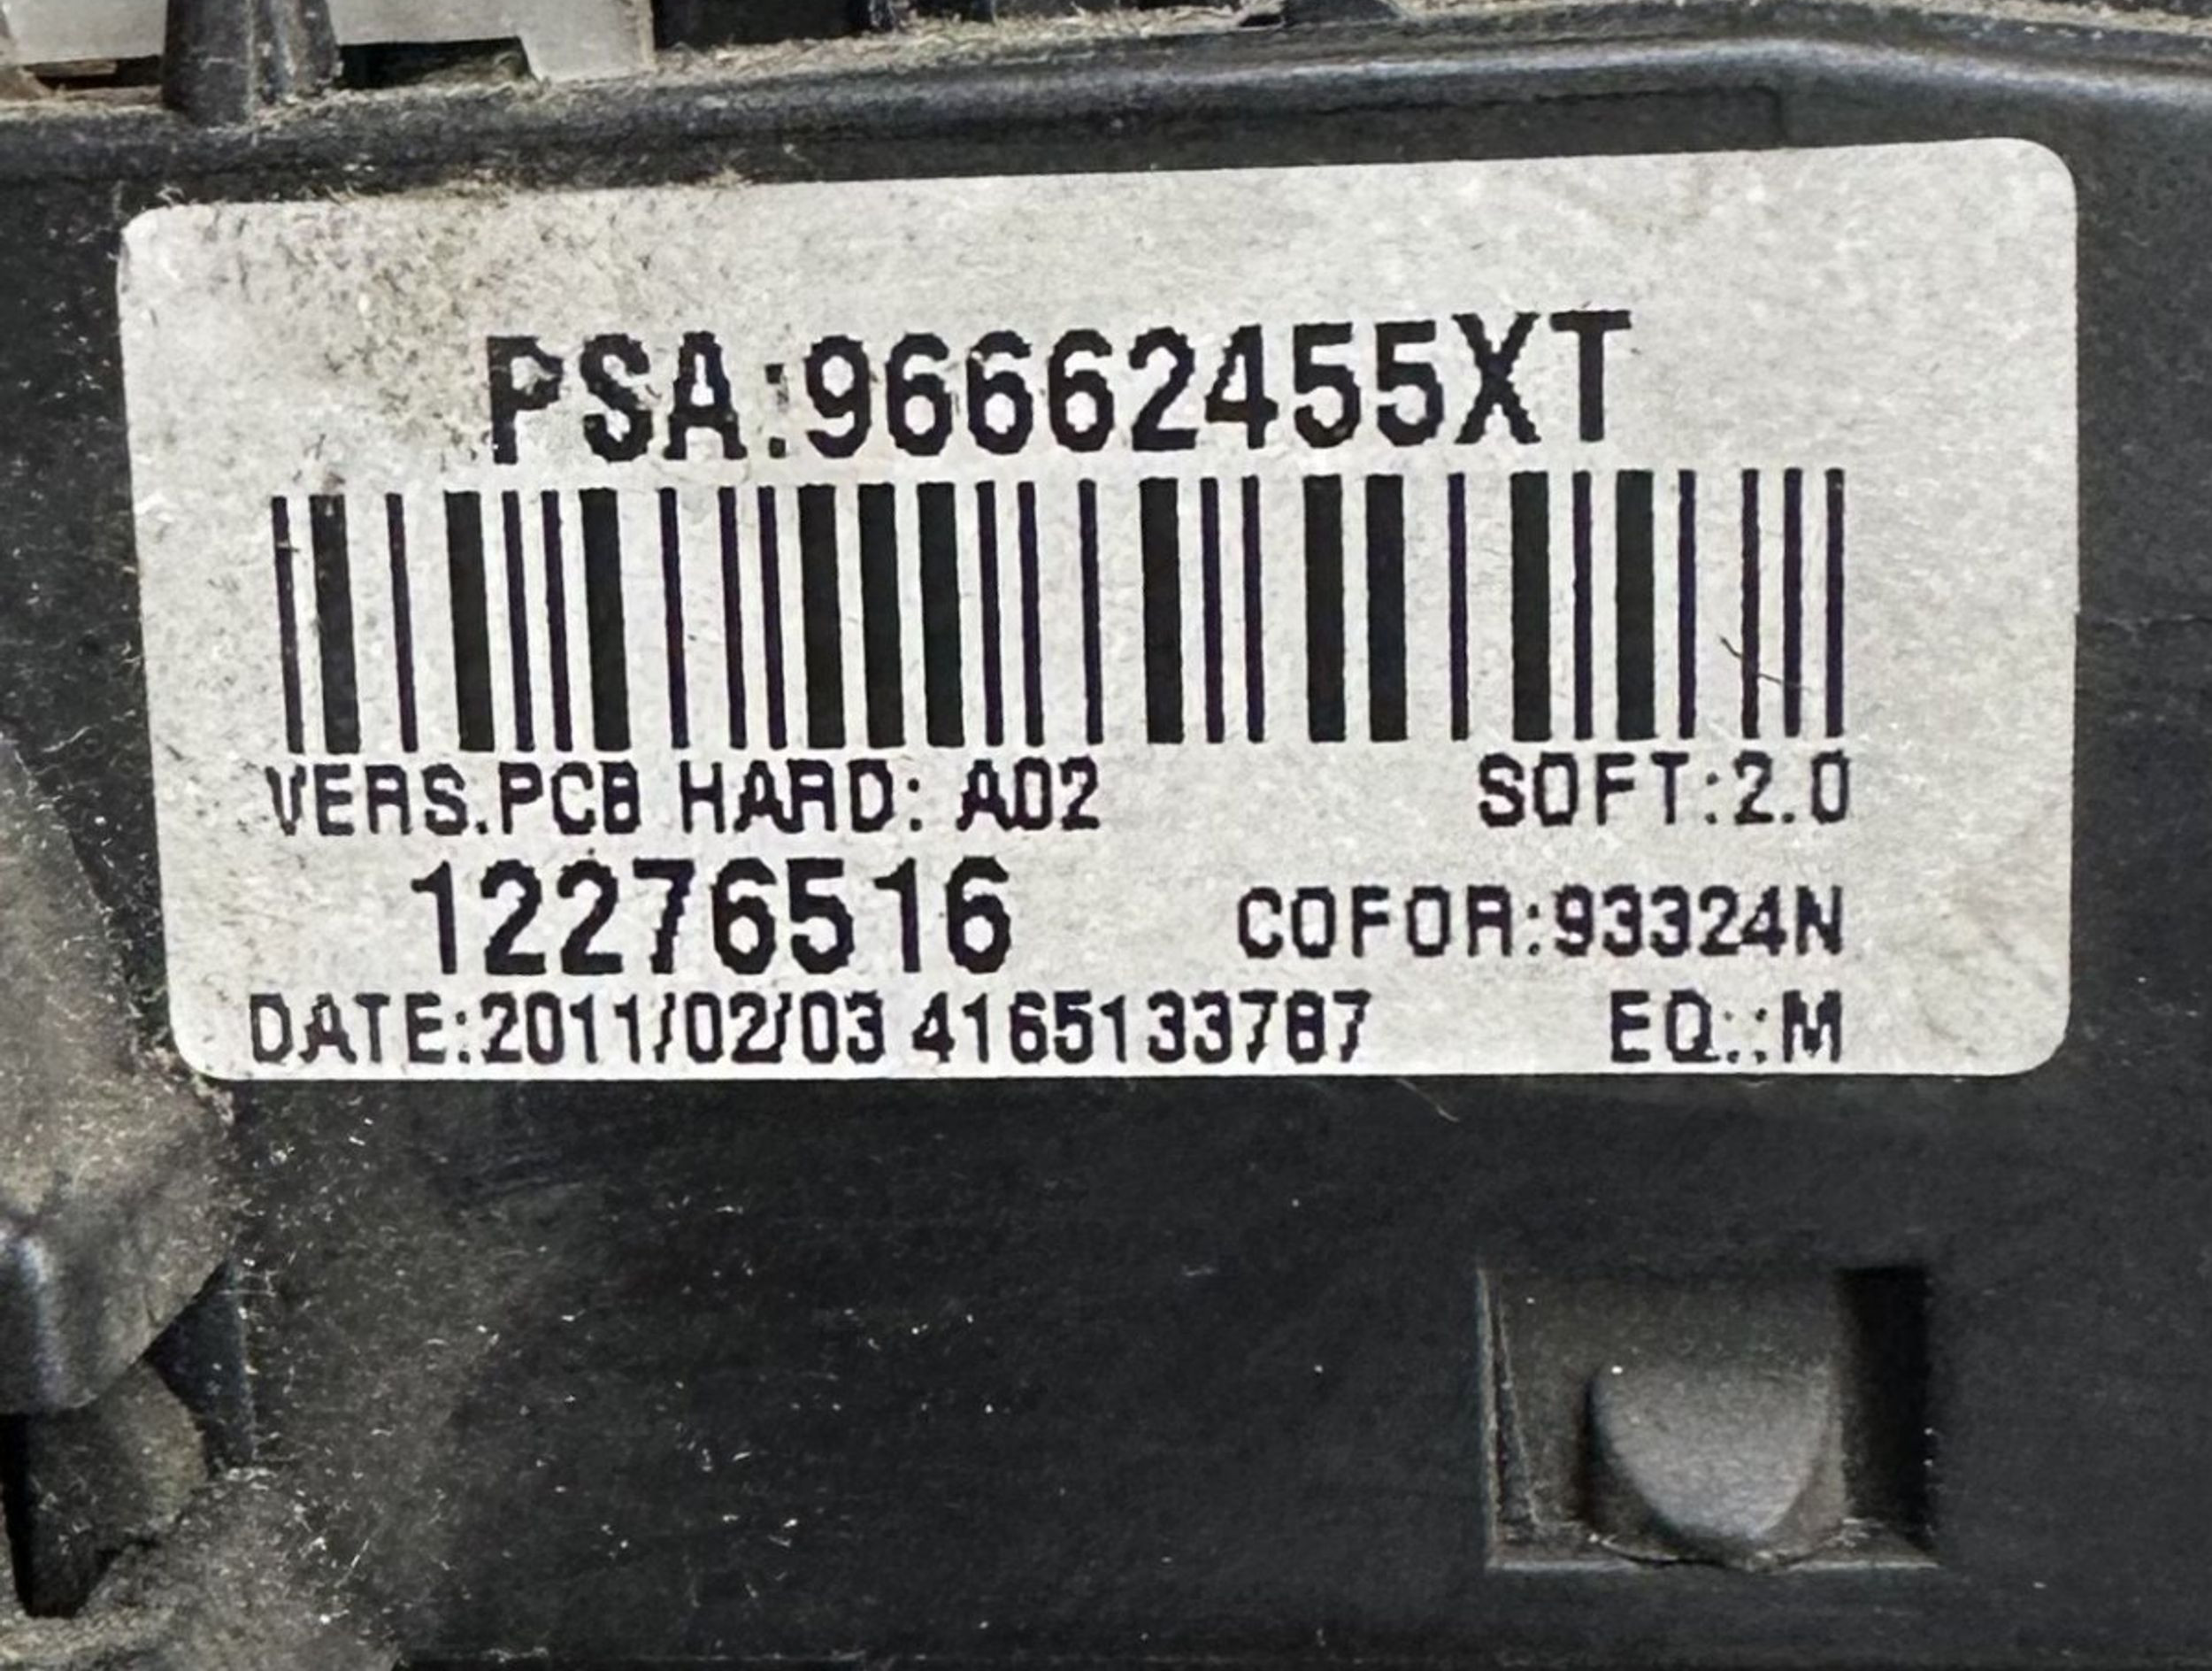 PSA:96662455XT
VERS.PCB HARD: A02 SOFT:2.0
12276516 COFOR:93324N
DATE:2011/02/03 4165133787 EQ.:M